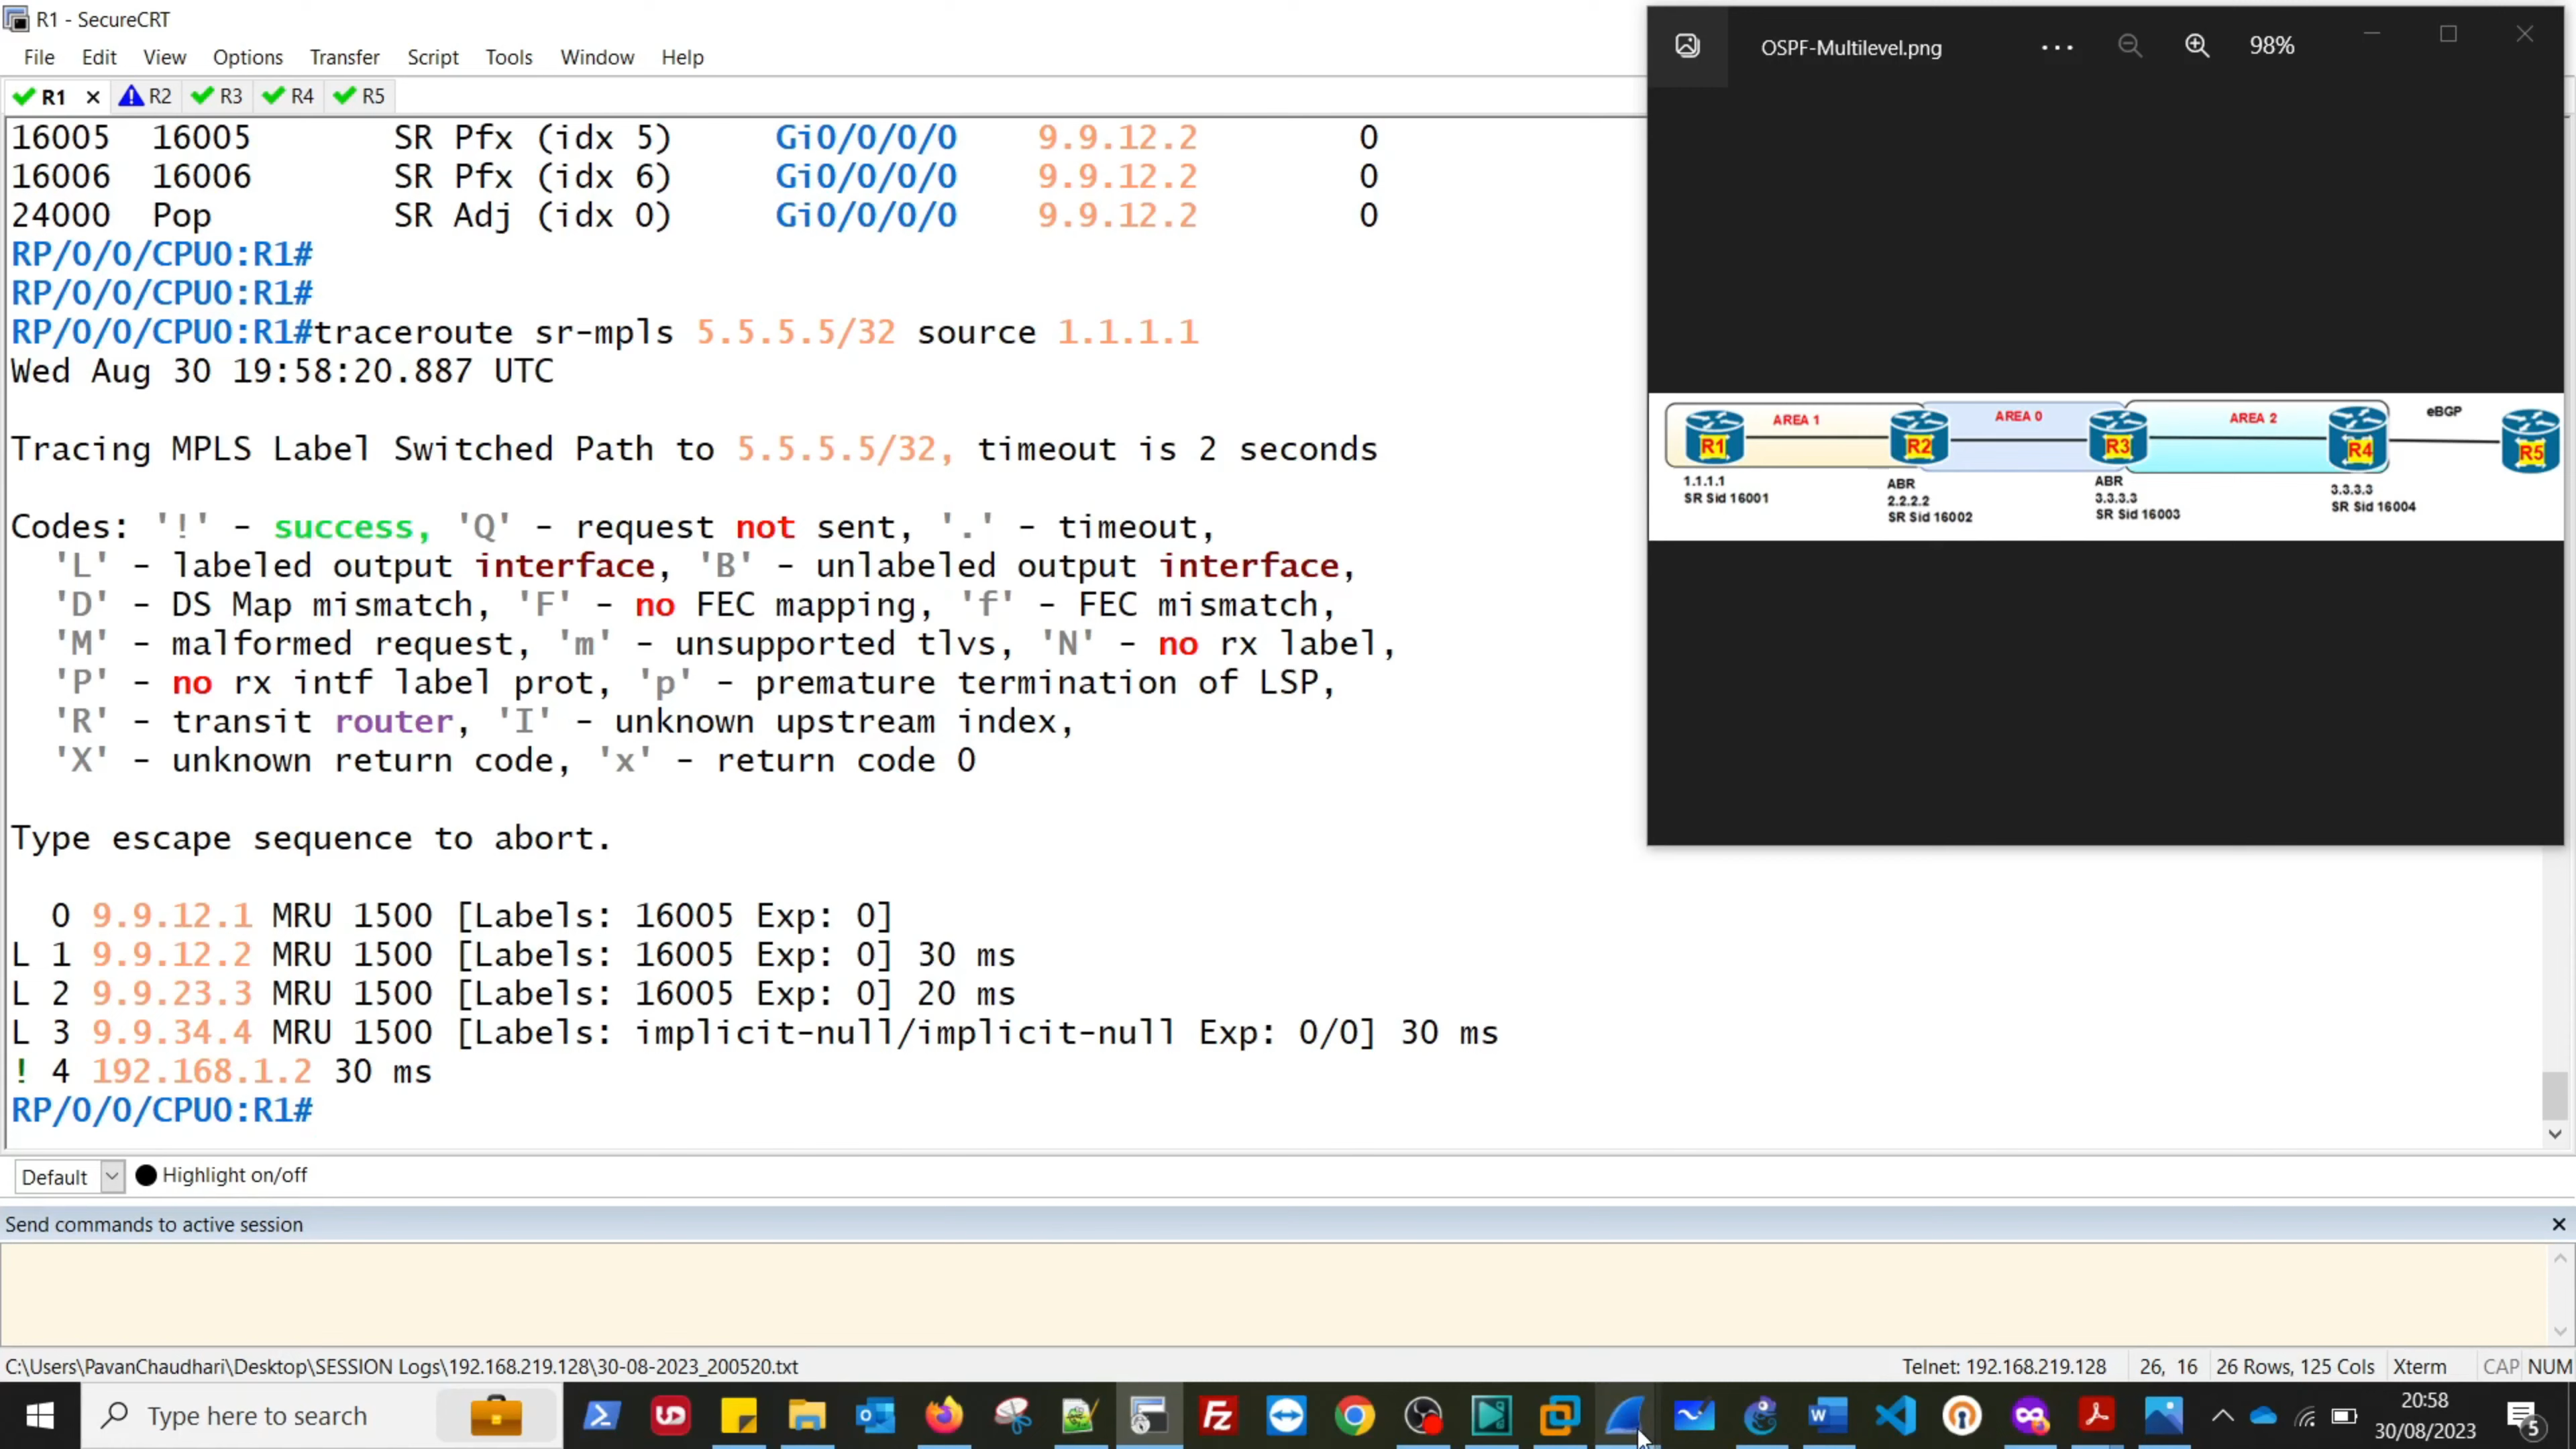 R1 - SecureCRT
File Edit View Options Transfer Script Tools Window Help
R1 × R2 R3 R4 R5
16005 16005 SR Pfx (idx 5) Gi0/0/0/0 9.9.12.2 0
16006 16006 SR Pfx (idx 6) Gi0/0/0/0 9.9.12.2 0
24000 Pop SR Adj (idx 0) Gi0/0/0/0 9.9.12.2 0
RP/0/0/CPU0:R1#
RP/0/0/CPU0:R1#
RP/0/0/CPU0:R1#traceroute sr-mpls 5.5.5.5/32 source 1.1.1.1
Wed Aug 30 19:58:20.887 UTC
Tracing MPLS Label Switched Path to 5.5.5.5/32, timeout is 2 seconds
Codes: '!' - success, 'Q' - request not sent, '.' - timeout,
'L' - labeled output interface, 'B' - unlabeled output interface,
'D' - DS Map mismatch, 'F' - no FEC mapping, 'f' - FEC mismatch,
'M' - malformed request, 'm' - unsupported tlvs, 'N' - no rx label,
'P' - no rx intf label prot, 'p' - premature termination of LSP,
'R' - transit router, 'I' - unknown upstream index,
'X' - unknown return code, 'x' - return code 0
Type escape sequence to abort.
0 9.9.12.1 MRU 1500 [Labels: 16005 Exp: 0]
L 1 9.9.12.2 MRU 1500 [Labels: 16005 Exp: 0] 30 ms
L 2 9.9.23.3 MRU 1500 [Labels: 16005 Exp: 0] 20 ms
L 3 9.9.34.4 MRU 1500 [Labels: implicit-null/implicit-null Exp: 0/0] 30 ms
! 4 192.168.1.2 30 ms
RP/0/0/CPU0:R1#
OSPF-Multilevel.png ... 98%
AREA 1 AREA 0 AREA 2 eBGP
R1 R2 R3 R4 R5
1.1.1.1
SR Sid 16001
ABR
2.2.2.2
SR Sid 16002
ABR
3.3.3.3
SR Sid 16003
3.3.3.3
SR Sid 16004
Default Highlight on/off
Send commands to active session
C:\Users\PavanChaudhari\Desktop\SESSION Logs\192.168.219.128\30-08-2023_200520.txt
Telnet: 192.168.219.128 26, 16 26 Rows, 125 Cols Xterm CAP NUM
Type here to search
20:58
30/08/2023
5